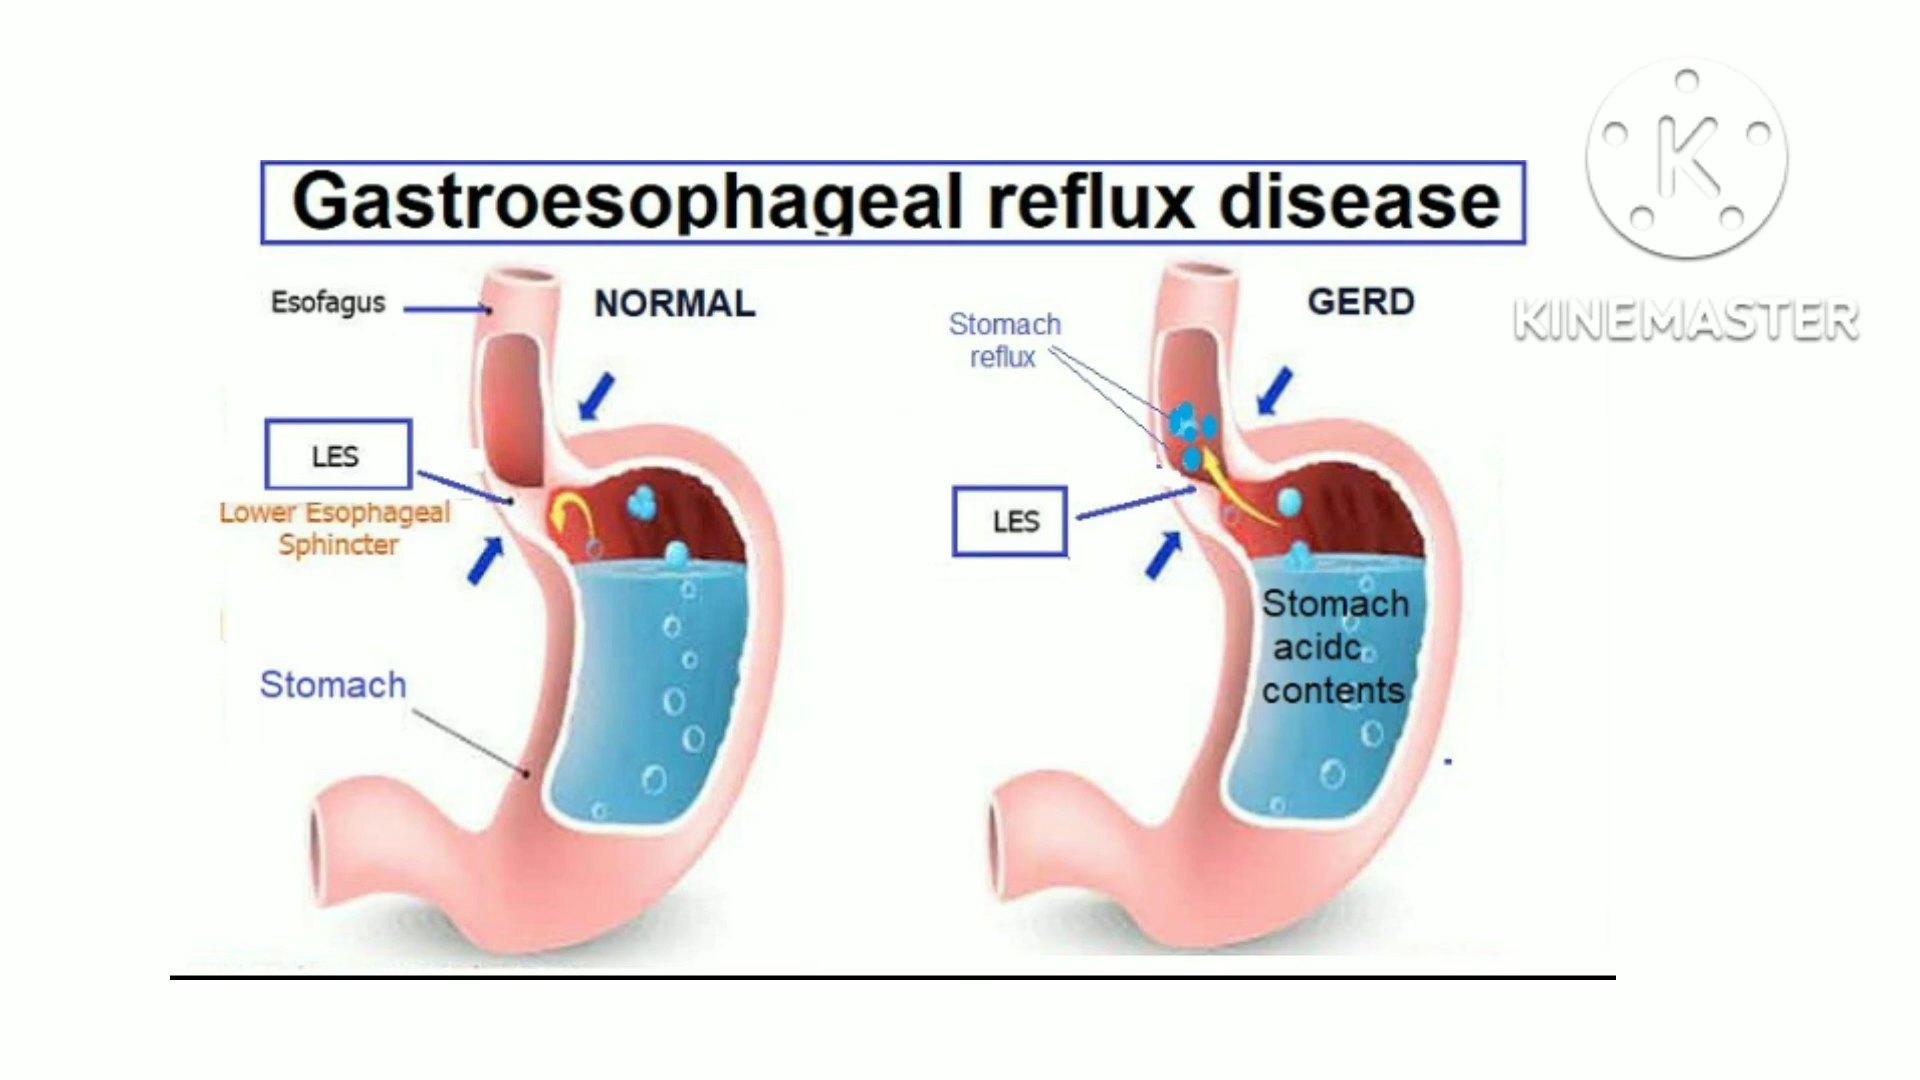 Gastroesophageal reflux disease
Esofagus
NORMAL
LES
Lower Esophageal
Sphincter
Stomach
Stomach
reflux
GERD
LES
Stomach
acidc
contents
K
KINEMASTER